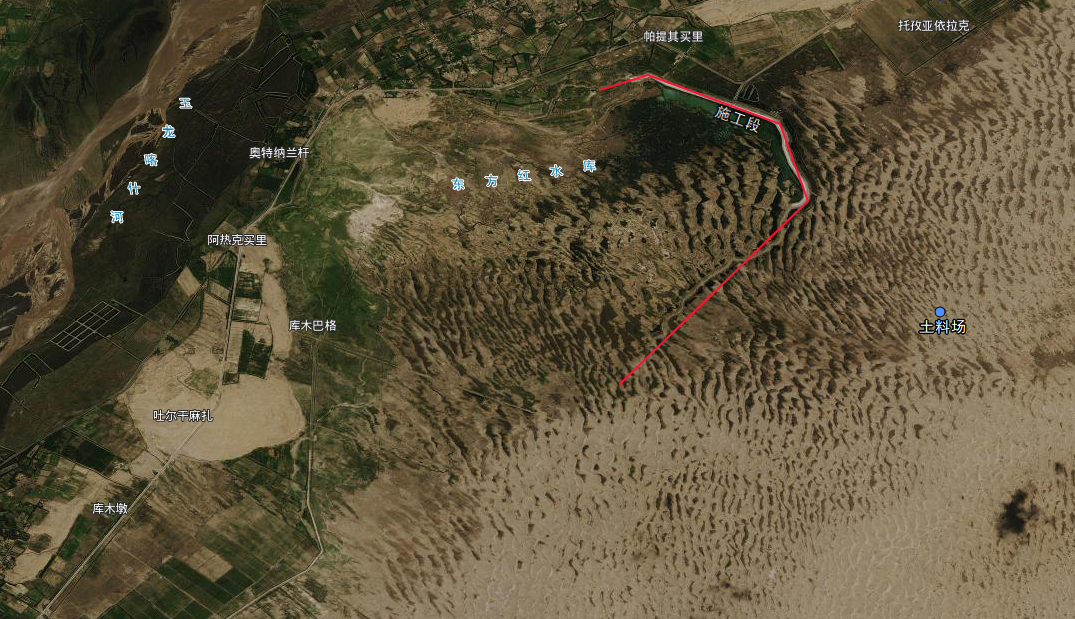 托孜亚依拉克
帕提其买里
施工段
玉龙喀什河
奥特纳兰杆
东方红水库
阿热克买里
土料场
库木巴格
吐尔干麻扎
库木墩